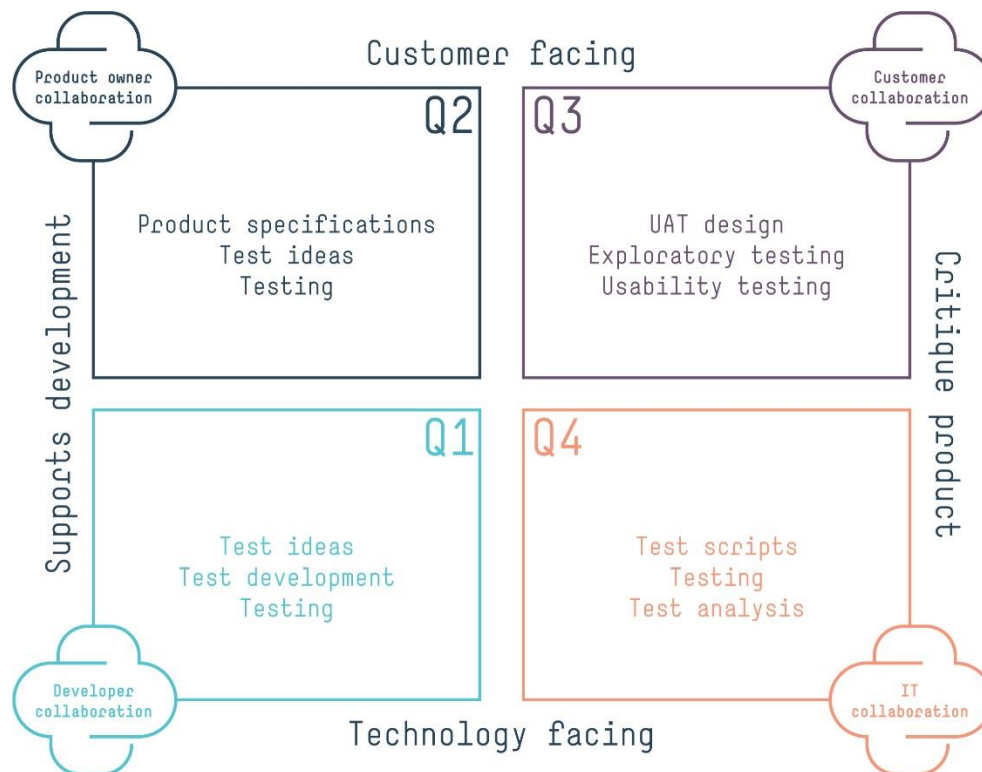 Customer facing
Product owner
collaboration
Q2
Product specifications
Test ideas
Testing
Customer
collaboration
Q3
UAT design
Exploratory testing
Usability testing
Supports development
Critique product
Q1
Test ideas
Test development
Testing
Developer
collaboration
Q4
Test scripts
Testing
Test analysis
IT
collaboration
Technology facing